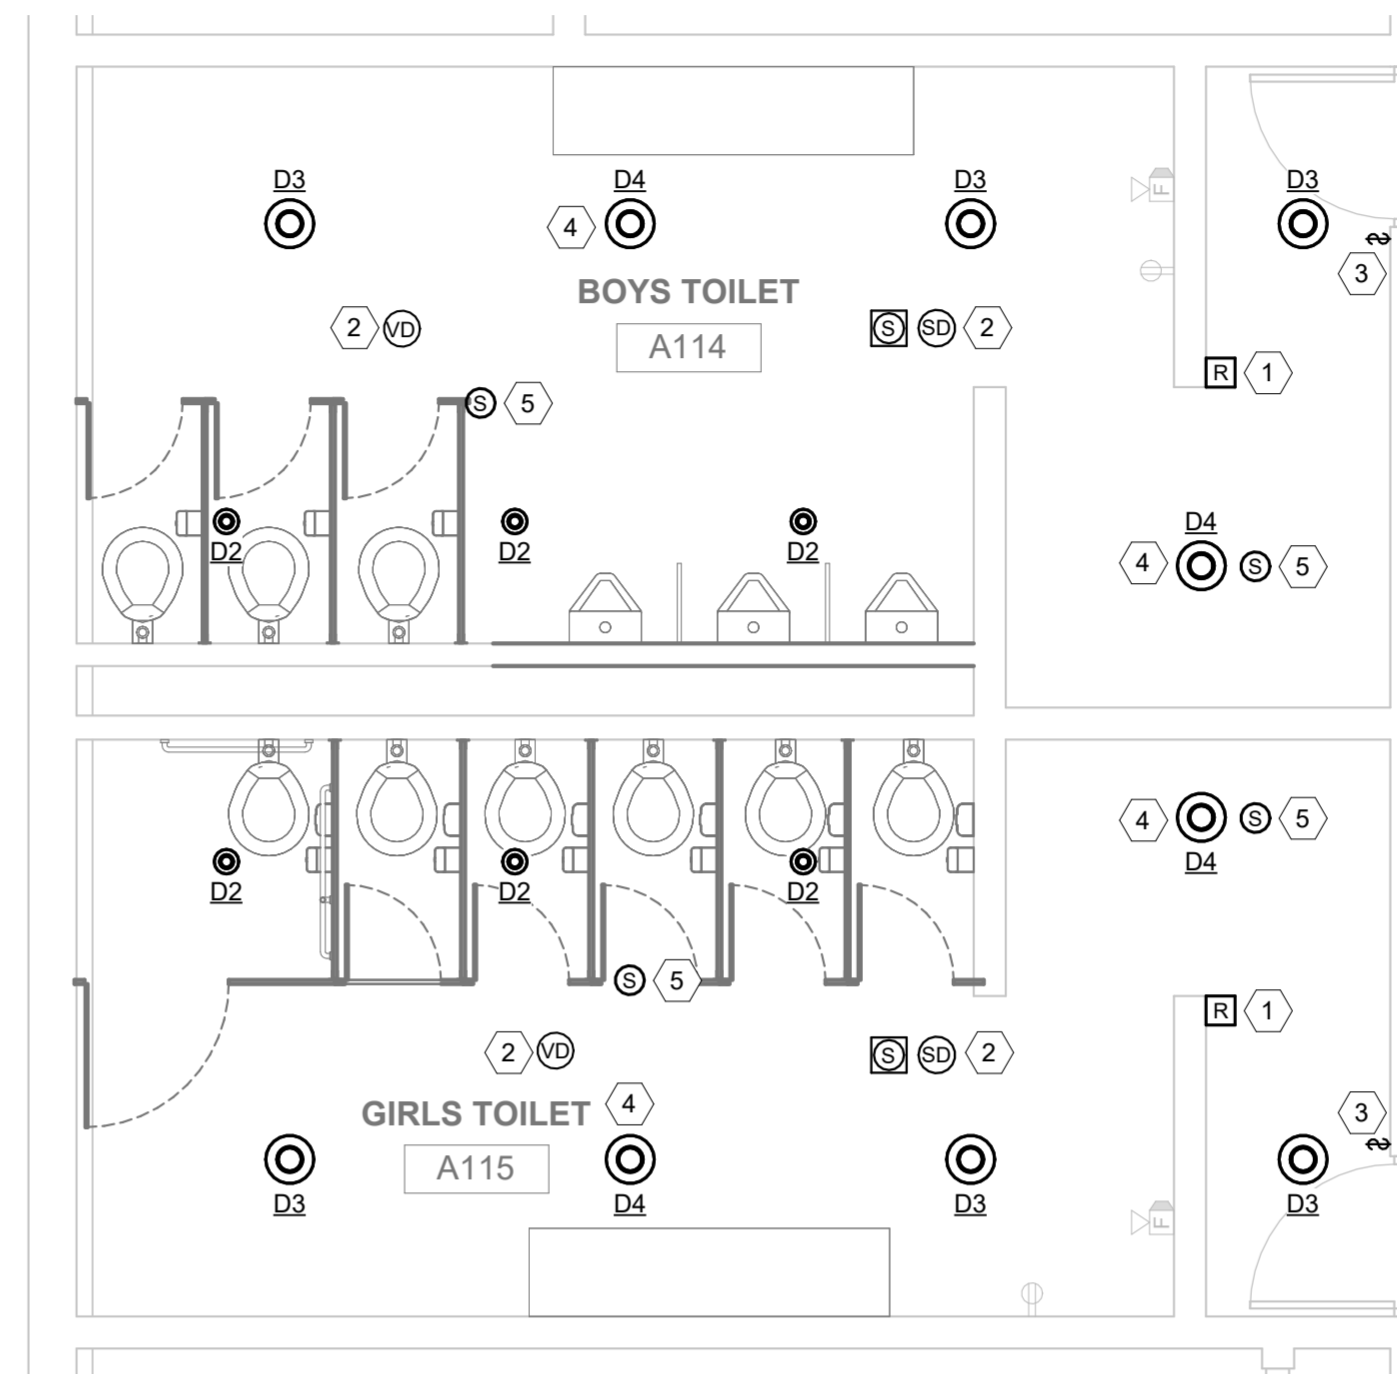 D3 D4 D3 D3
4
F
3
BOYS TOILET
2 VD S SD 2
A114
R 1
S 5
D2 D2 D2
D4
4 S 5
4 S 5
D4
D2 D2 D2
S 5
R 1
2 VD S SD 2
GIRLS TOILET 4
3
A115
D3 D4 D3 D3
F